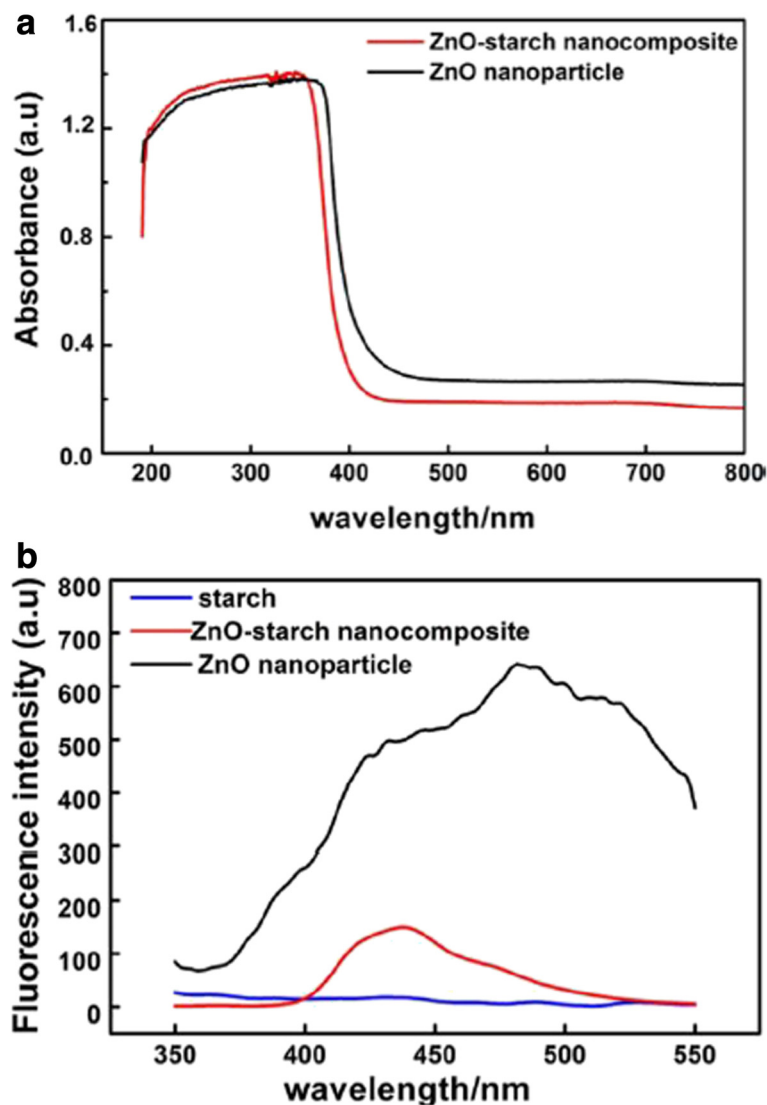 a
1.6
1.2
0.8
0.4
0.0
Absorbance (a.u)
ZnO-starch nanocomposite
ZnO nanoparticle
200 300 400 500 600 700 800
wavelength/nm
b
800
700
600
500
400
300
200
100
0
Fluorescence intensity (a.u)
starch
ZnO-starch nanocomposite
ZnO nanoparticle
350 400 450 500 550
wavelength/nm